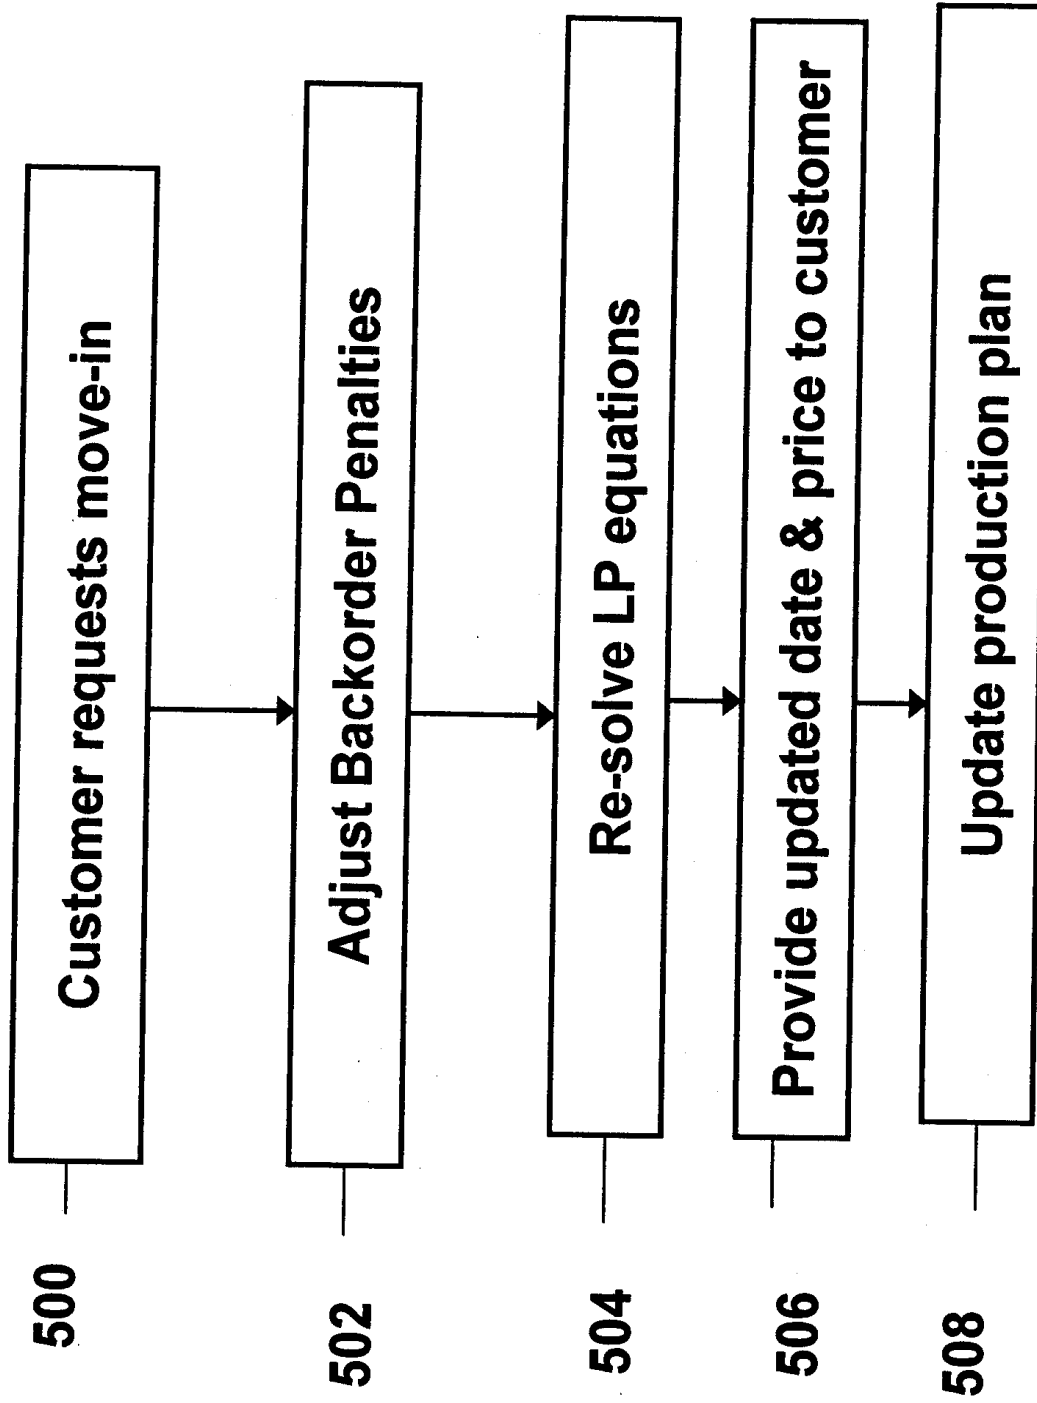 500
Customer requests move-in
502
Adjust Backorder Penalties
504
Re-solve LP equations
506
Provide updated date & price to customer
508
Update production plan